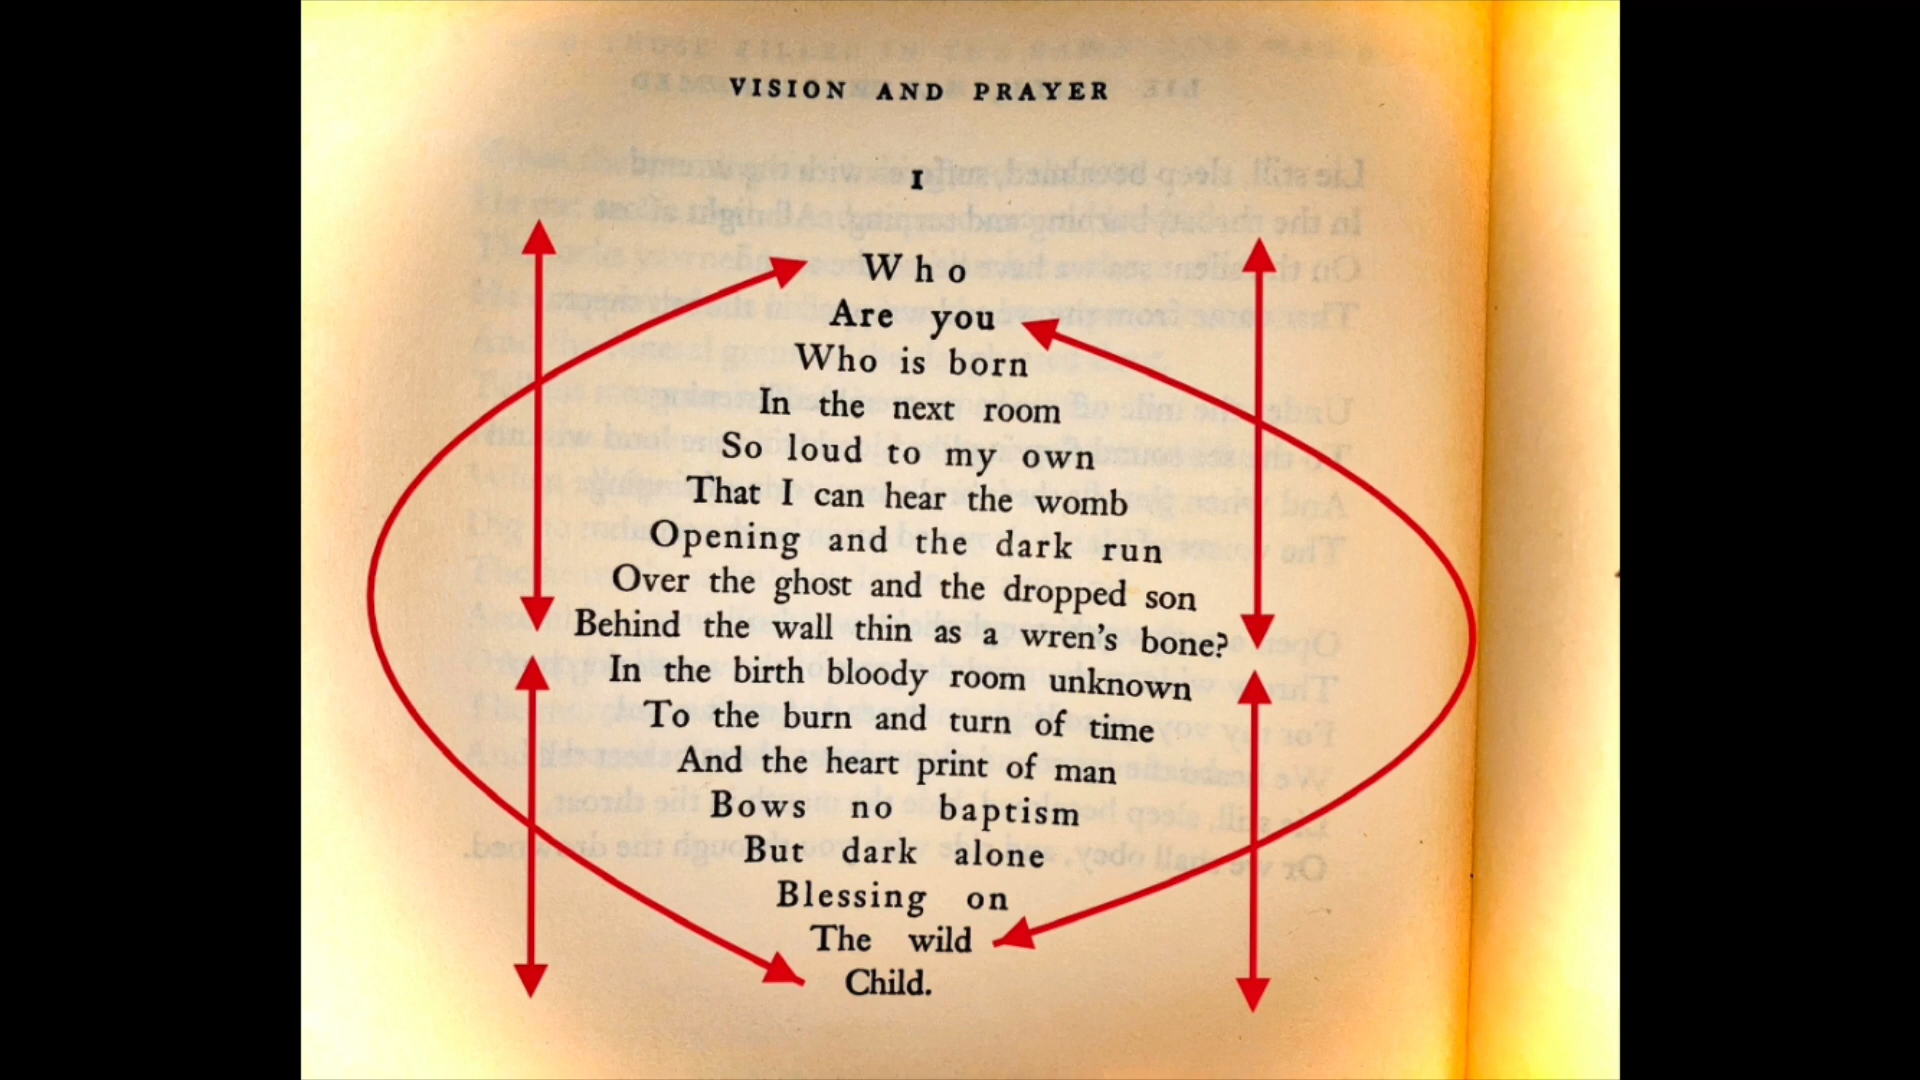 VISION AND PRAYER
I
Who
Are you
Who is born
In the next room
So loud to my own
That I can hear the womb
Opening and the dark run
Over the ghost and the dropped son
Behind the wall thin as a wren's bone?
In the birth bloody room unknown
To the burn and turn of time
And the heart print of man
Bows no baptism
But dark alone
Blessing on
The wild
Child.